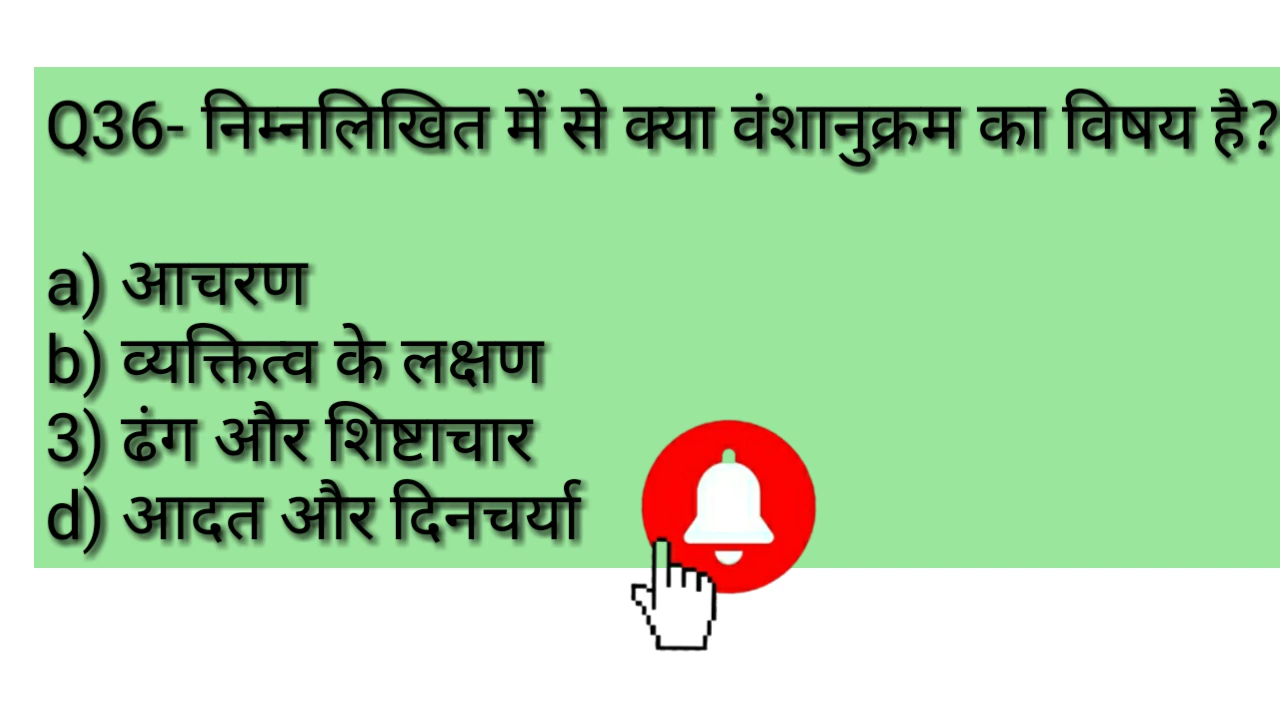 Q36- निम्नलिखित में से क्या वंशानुक्रम का विषय है?
a) आचरण
b) व्यक्तित्व के लक्षण
3) ढंग और शिष्टाचार
d) आदत और दिनचर्या